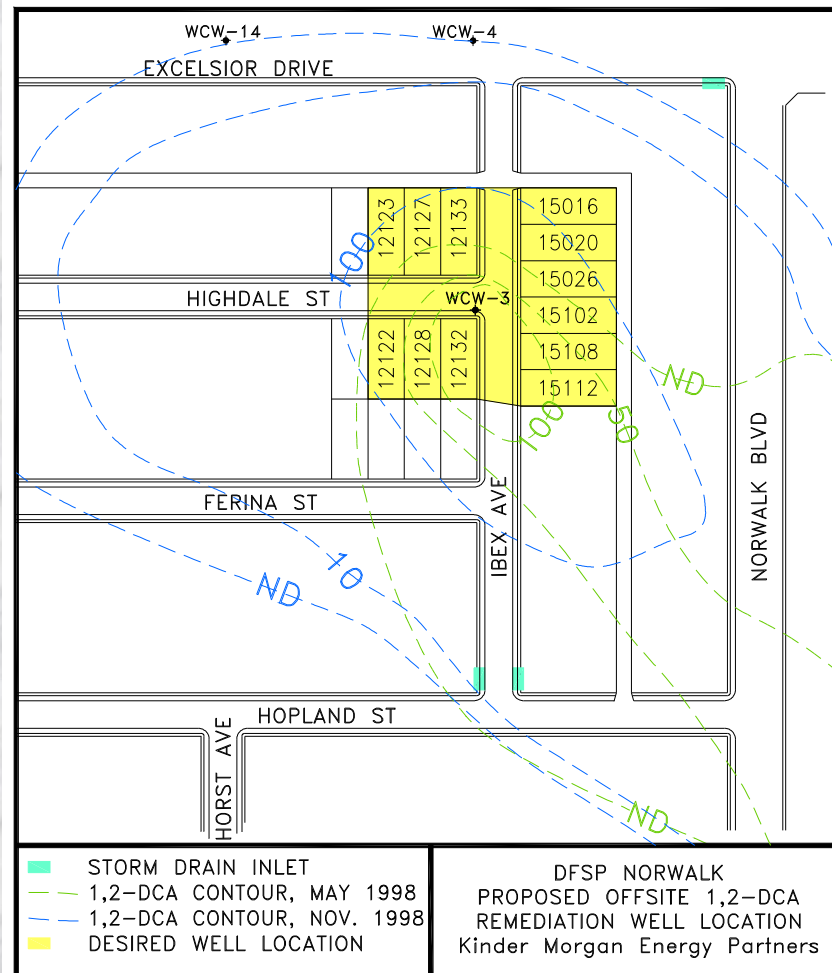 WCW-14
WCW-4
EXCELSIOR DRIVE
12123
12127
12133
15016
15020
15026
15102
15108
15112
100
HIGHDALE ST
WCW-3
12122
12128
12132
ND
100
50
NORWALK BLVD
FERINA ST
IBEX AVE
10
ND
HOPLAND ST
HORST AVE
ND
STORM DRAIN INLET
1,2-DCA CONTOUR, MAY 1998
1,2-DCA CONTOUR, NOV. 1998
DESIRED WELL LOCATION
DFSP NORWALK
PROPOSED OFFSITE 1,2-DCA
REMEDIATION WELL LOCATION
Kinder Morgan Energy Partners